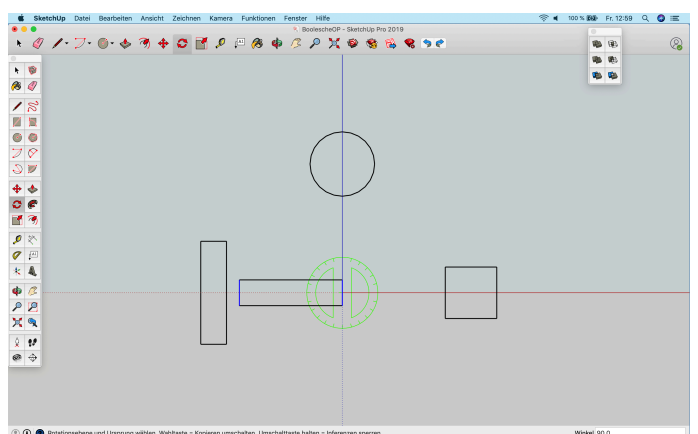 SketchUp Datei Bearbeiten Ansicht Zeichnen Kamera Funktionen Fenster Hilfe 100 % Fr. 12:59
BoolescheOP - SketchUp Pro 2019
Rotationsebene und Ursprung wählen. Wahltaste = Kopieren umschalten. Umschalttaste halten = Inferenzen sperren. Winkel 90,0